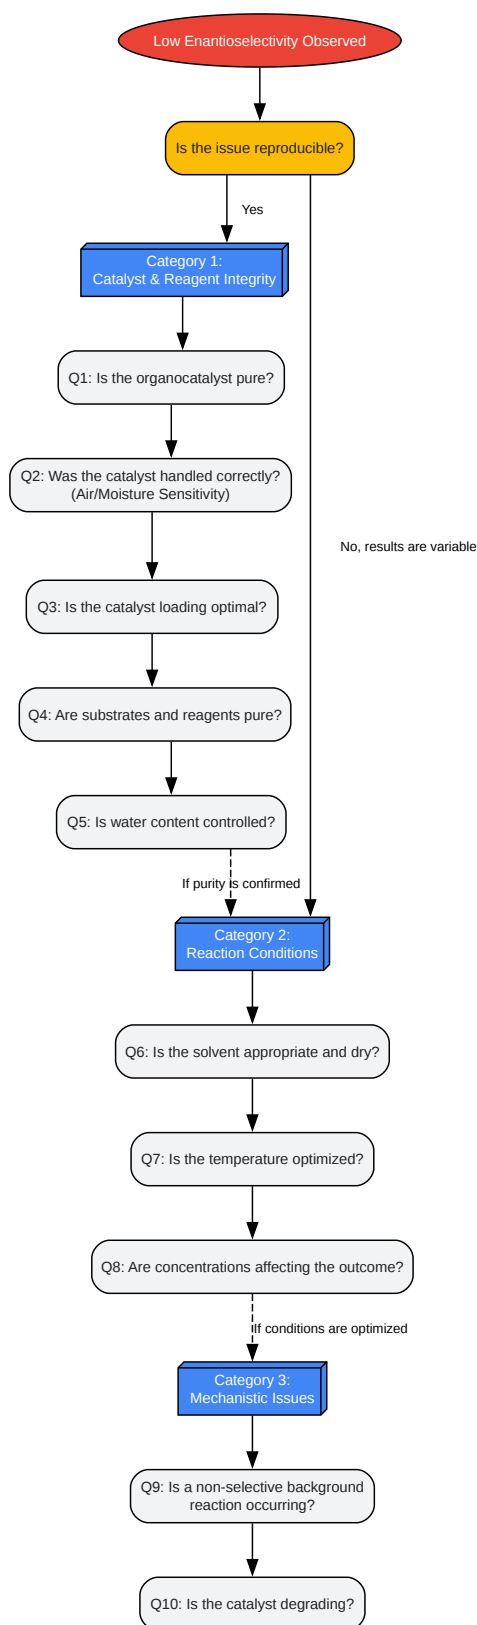 Low Enantioselectivity Observed
Is the issue reproducible?
Yes
Category 1:
Catalyst & Reagent Integrity
Q1: Is the organocatalyst pure?
Q2: Was the catalyst handled correctly?
(Air/Moisture Sensitivity)
No, results are variable
Q3: Is the catalyst loading optimal?
Q4: Are substrates and reagents pure?
Q5: Is water content controlled?
If purity is confirmed
Category 2:
Reaction Conditions
Q6: Is the solvent appropriate and dry?
Q7: Is the temperature optimized?
Q8: Are concentrations affecting the outcome?
If conditions are optimized
Category 3:
Mechanistic Issues
Q9: Is a non-selective background
reaction occurring?
Q10: Is the catalyst degrading?